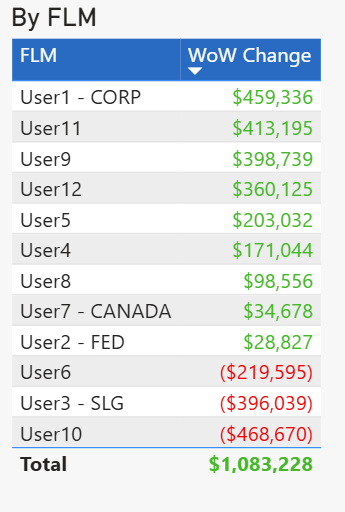 By FLM
FLM WoW Change
User1 - CORP $459,336
User11 $413,195
User9 $398,739
User12 $360,125
User5 $203,032
User4 $171,044
User8 $98,556
User7 - CANADA $34,678
User2 - FED $28,827
User6 ($219,595)
User3 - SLG ($396,039)
User10 ($468,670)
Total $1,083,228